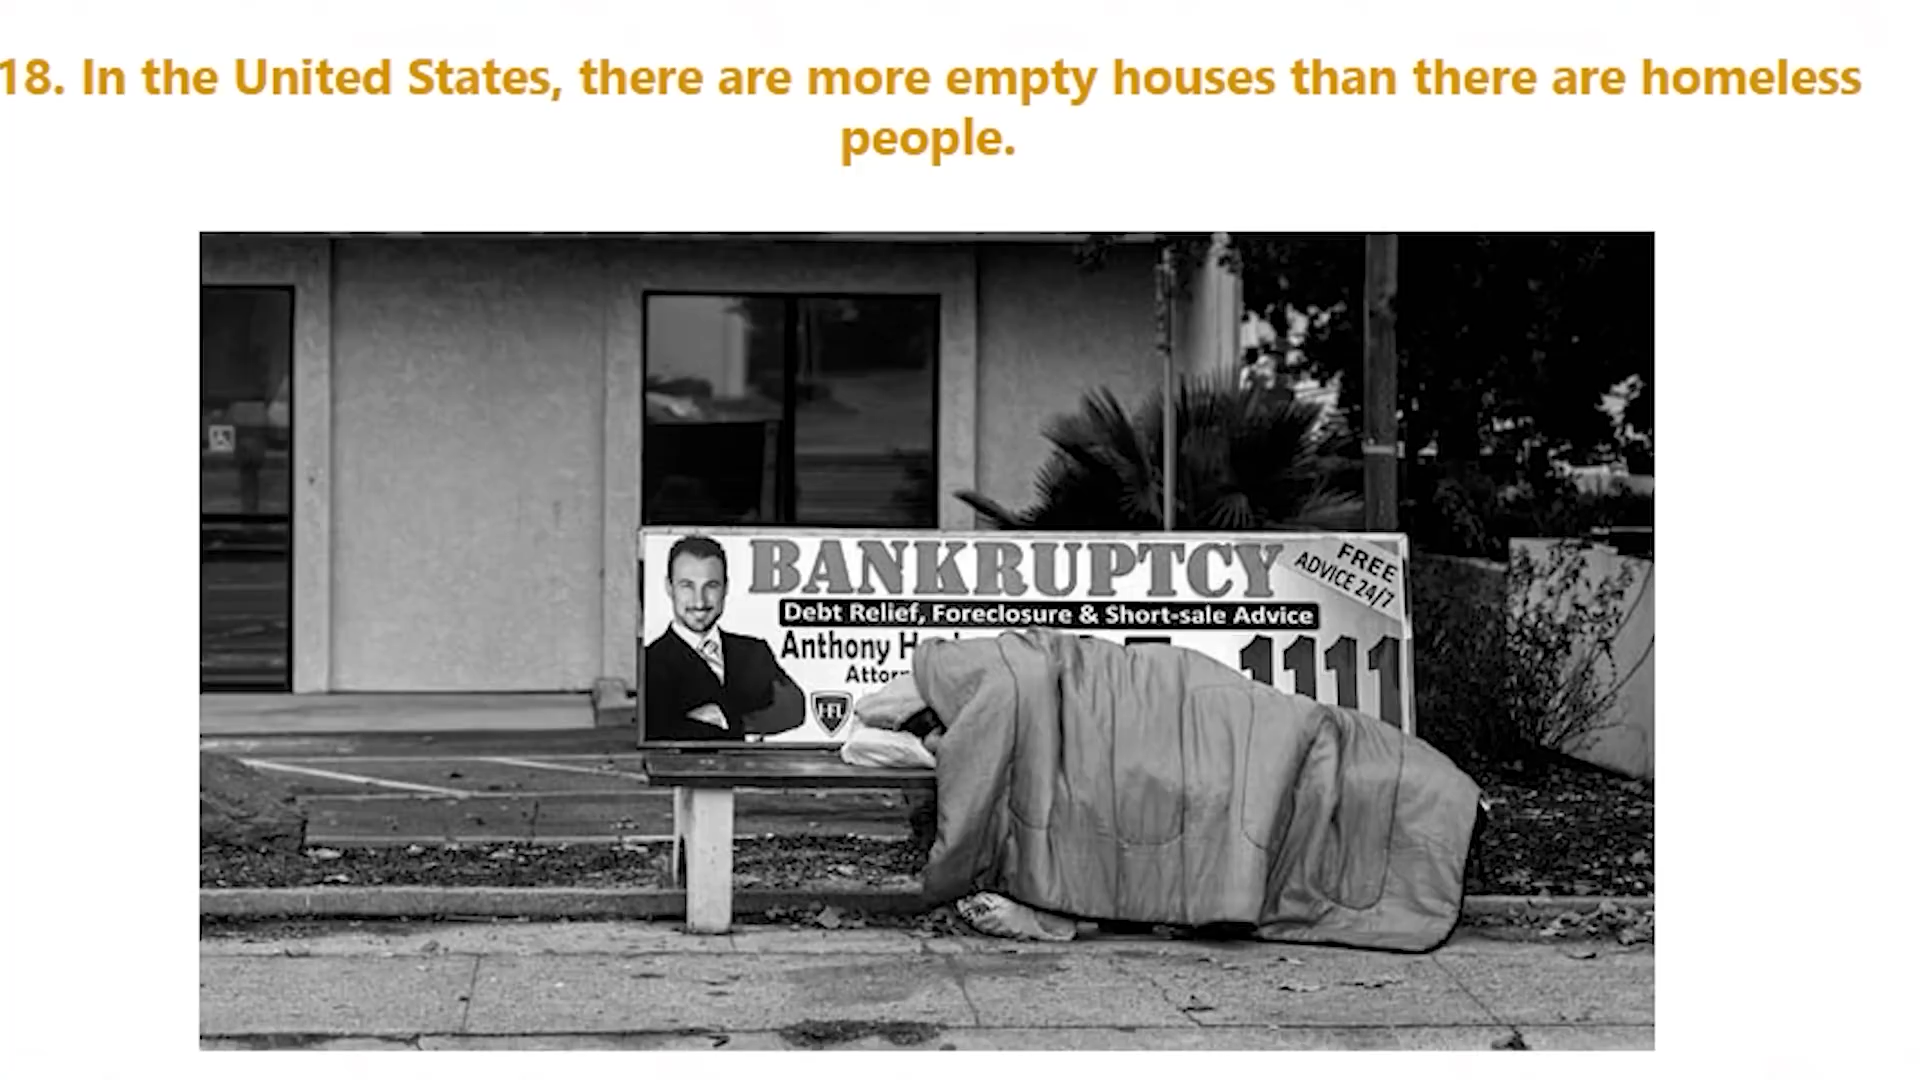 18. In the United States, there are more empty houses than there are homeless
people.
BANKRUPTCY
FREE
ADVICE 24/7
Debt Relief, Foreclosure & Short-sale Advice
Anthony
1111
HFL